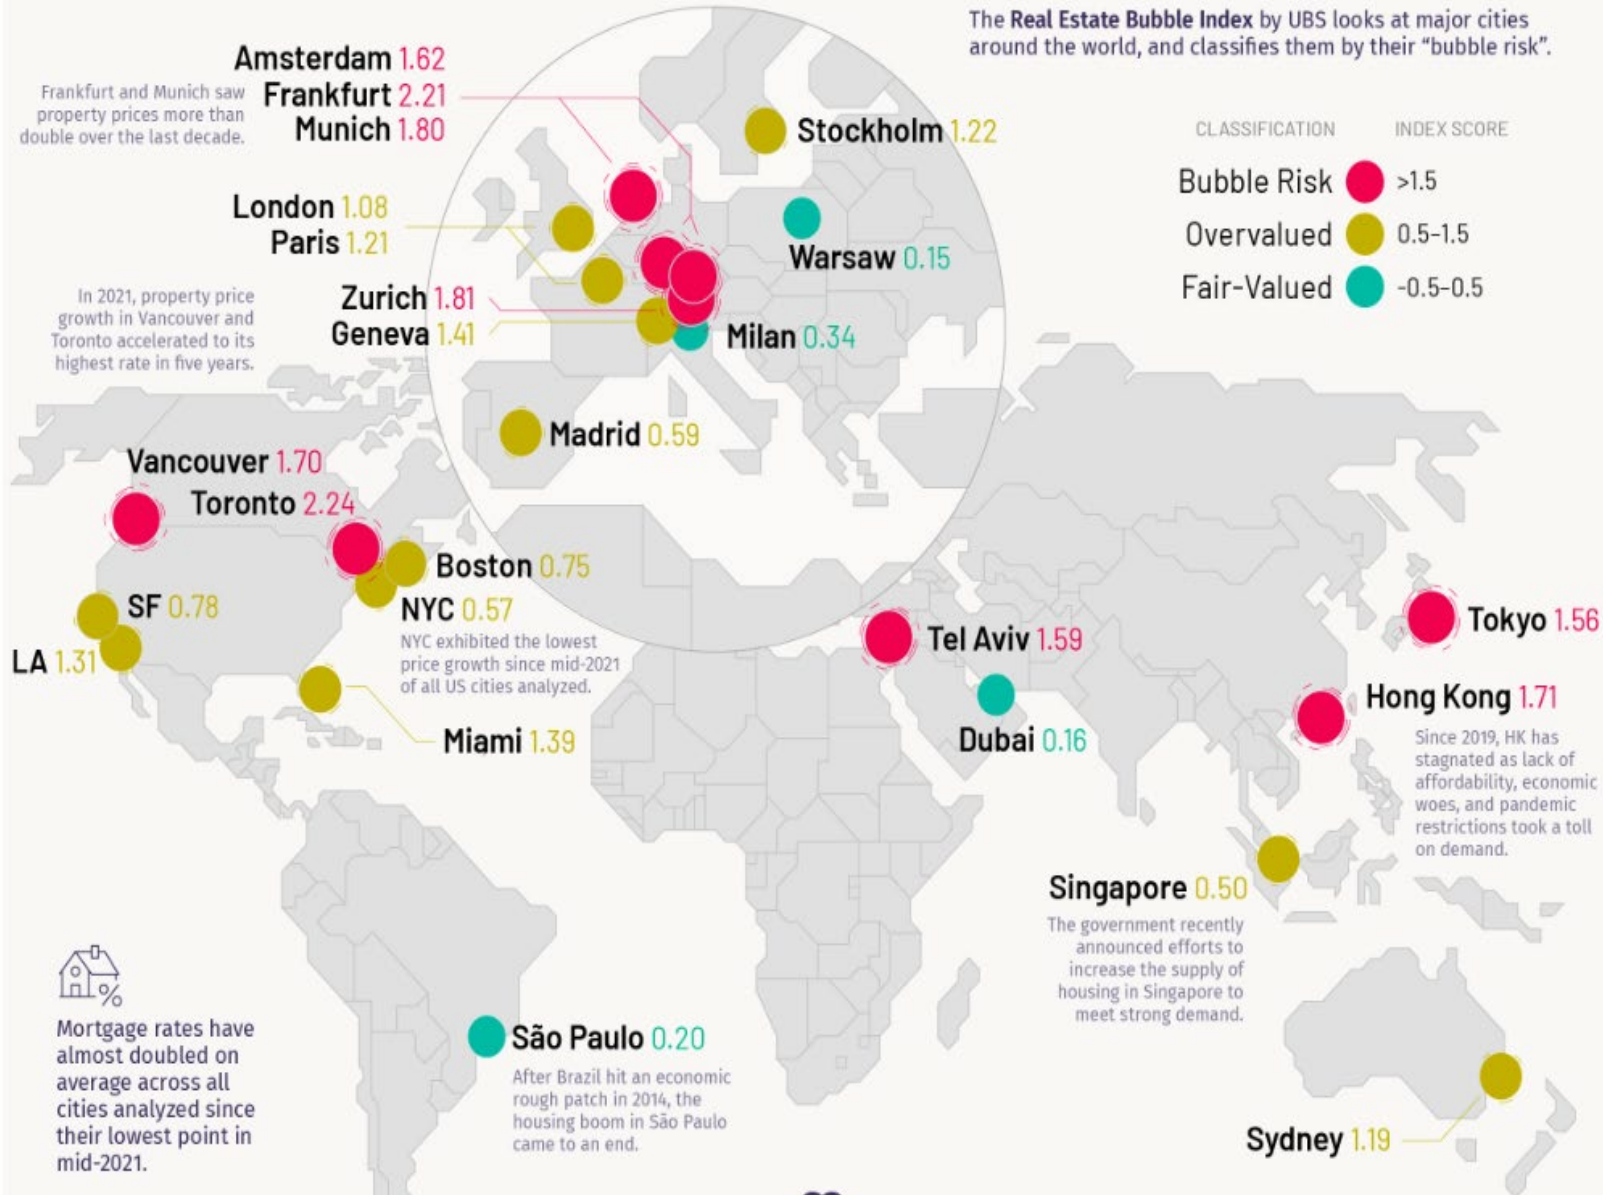 The Real Estate Bubble Index by UBS looks at major cities
around the world, and classifies them by their “bubble risk”.
CLASSIFICATION INDEX SCORE
Bubble Risk >1.5
Overvalued 0.5–1.5
Fair-Valued -0.5–0.5
Amsterdam 1.62
Frankfurt 2.21
Munich 1.80
Frankfurt and Munich saw
property prices more than
double over the last decade.
Stockholm 1.22
London 1.08
Paris 1.21
Warsaw 0.15
Zurich 1.81
Geneva 1.41
Milan 0.34
Madrid 0.59
In 2021, property price
growth in Vancouver and
Toronto accelerated to its
highest rate in five years.
Vancouver 1.70
Toronto 2.24
Boston 0.75
NYC 0.57
NYC exhibited the lowest
price growth since mid-2021
of all US cities analyzed.
SF 0.78
LA 1.31
Miami 1.39
Tel Aviv 1.59
Dubai 0.16
Tokyo 1.56
Hong Kong 1.71
Since 2019, HK has
stagnated as lack of
affordability, economic
woes, and pandemic
restrictions took a toll
on demand.
Singapore 0.50
The government recently
announced efforts to
increase the supply of
housing in Singapore to
meet strong demand.
São Paulo 0.20
After Brazil hit an economic
rough patch in 2014, the
housing boom in São Paulo
came to an end.
Sydney 1.19
%
Mortgage rates have
almost doubled on
average across all
cities analyzed since
their lowest point in
mid-2021.